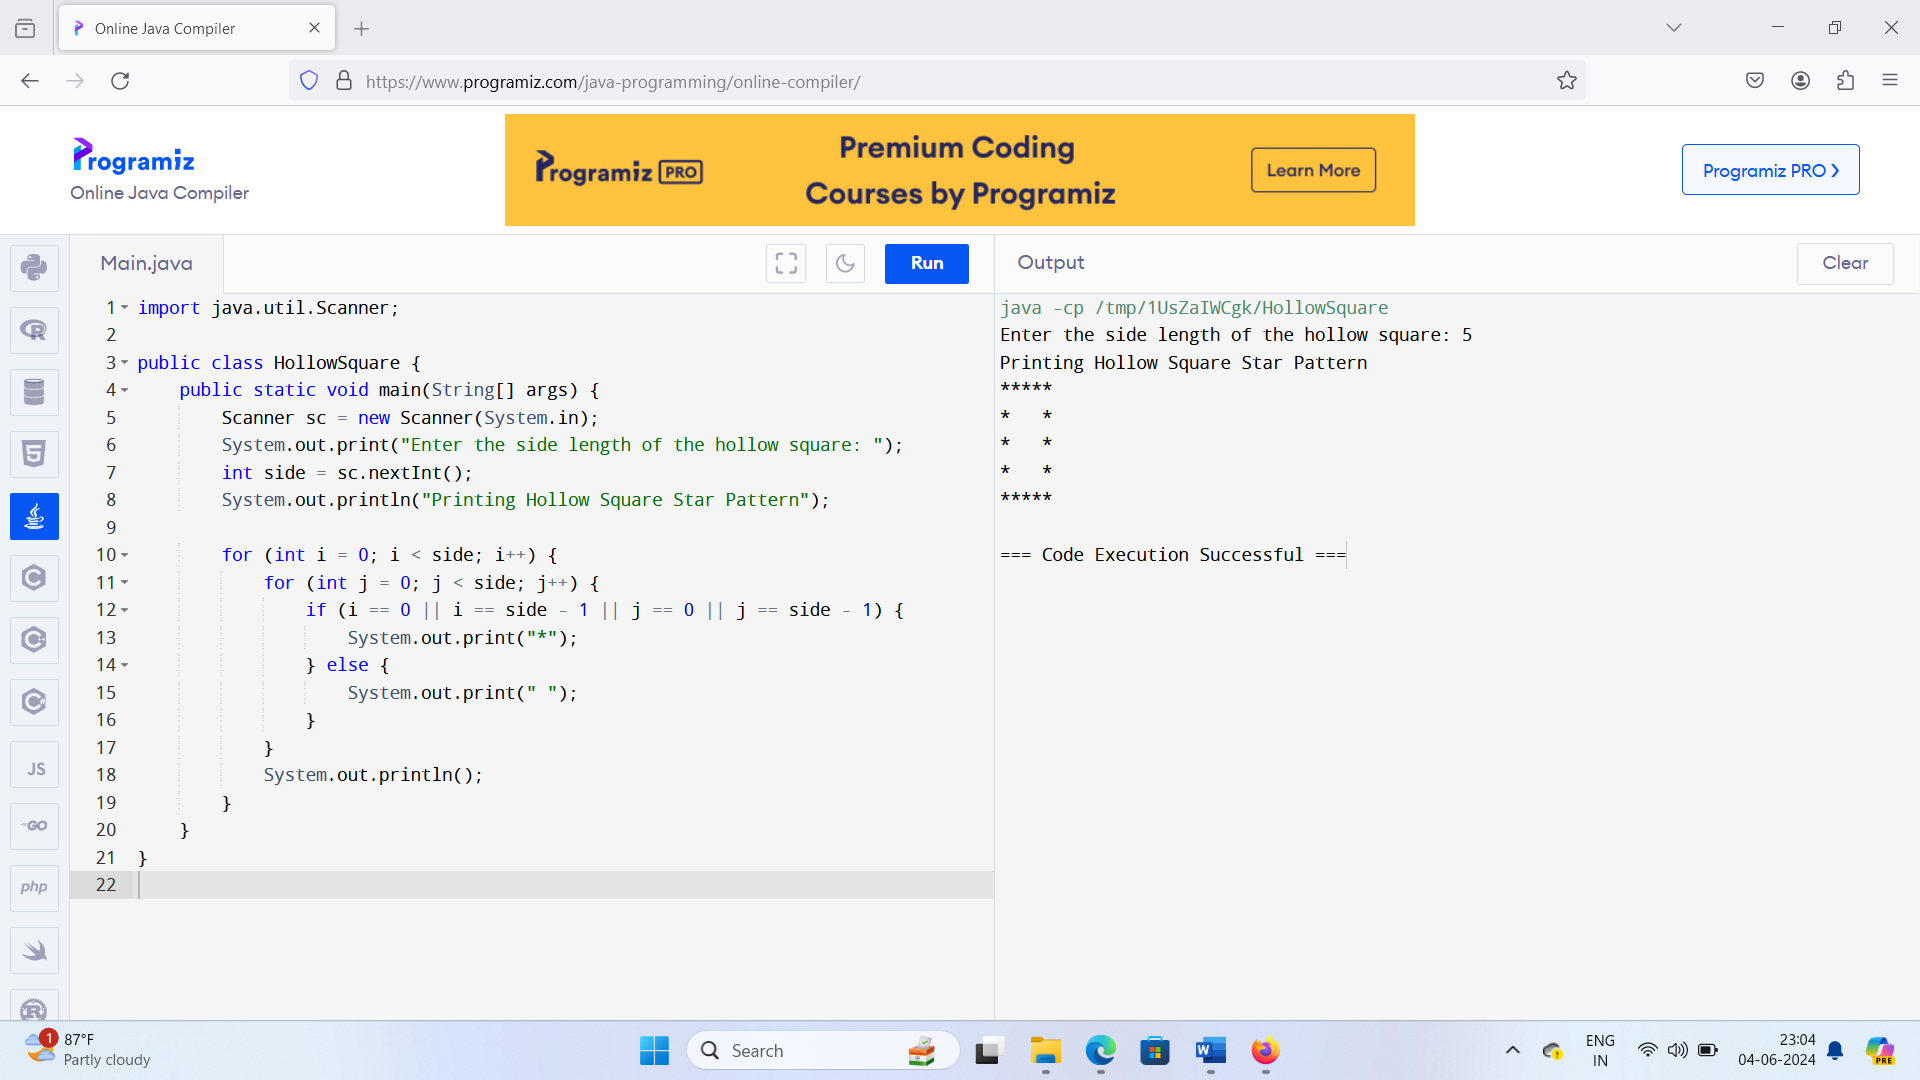 Online Java Compiler
https://www.programiz.com/java-programming/online-compiler/
Programiz
Online Java Compiler
Programiz PRO
Premium Coding
Courses by Programiz
Learn More
Programiz PRO
Main.java
Run
Output
Clear
1 import java.util.Scanner;
2
3 public class HollowSquare {
4     public static void main(String[] args) {
5         Scanner sc = new Scanner(System.in);
6         System.out.print("Enter the side length of the hollow square: ");
7         int side = sc.nextInt();
8         System.out.println("Printing Hollow Square Star Pattern");
9
10         for (int i = 0; i < side; i++) {
11             for (int j = 0; j < side; j++) {
12                 if (i == 0 || i == side - 1 || j == 0 || j == side - 1) {
13                     System.out.print("*");
14                 } else {
15                     System.out.print(" ");
16                 }
17             }
18             System.out.println();
19         }
20     }
21 }
22
java -cp /tmp/1UsZaIWCgk/HollowSquare
Enter the side length of the hollow square: 5
Printing Hollow Square Star Pattern
*****
*   *
*   *
*   *
*****
=== Code Execution Successful ===
JS
GO
php
1
87°F
Partly cloudy
Search
ENG
IN
23:04
04-06-2024
PRE